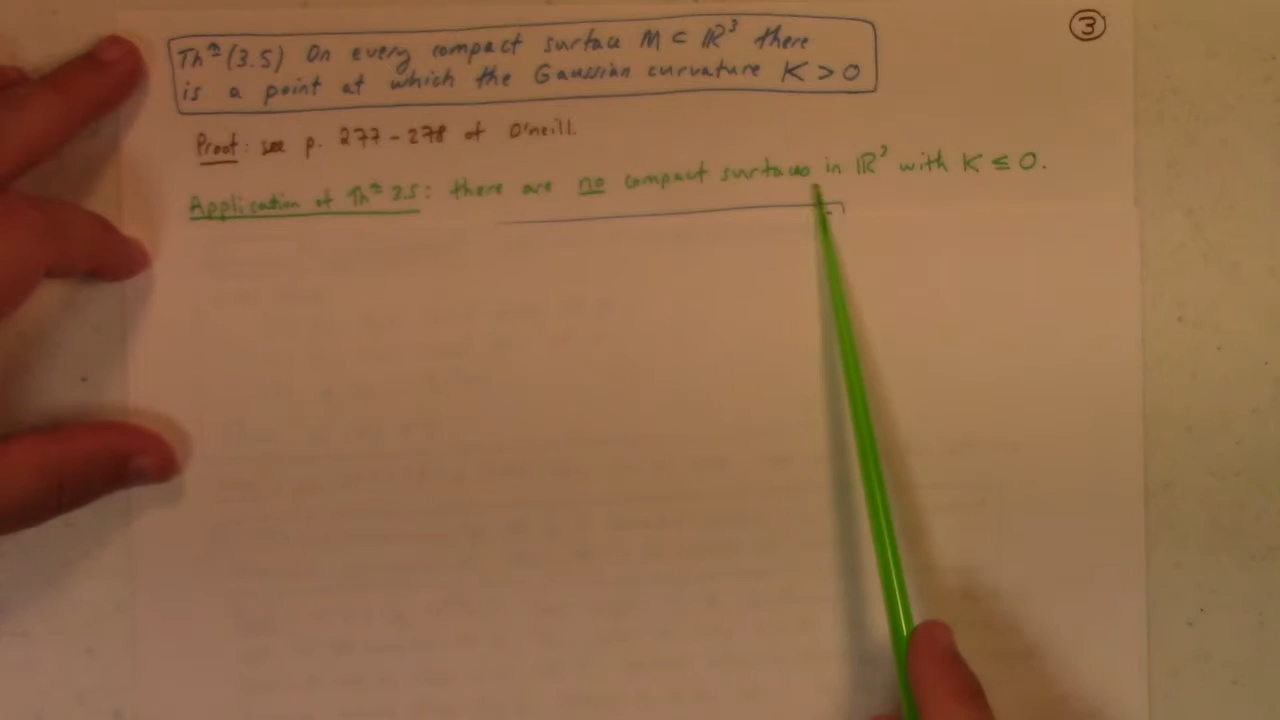 ③
Thᵐ (3.5) On every compact surface M ⊂ ℝ³ there
is a point at which the Gaussian curvature K > 0
Proof: see p. 277 - 278 of O'neill.
Application of Thᵐ 3.5: there are no compact surfaces in ℝ³ with K ≤ 0.